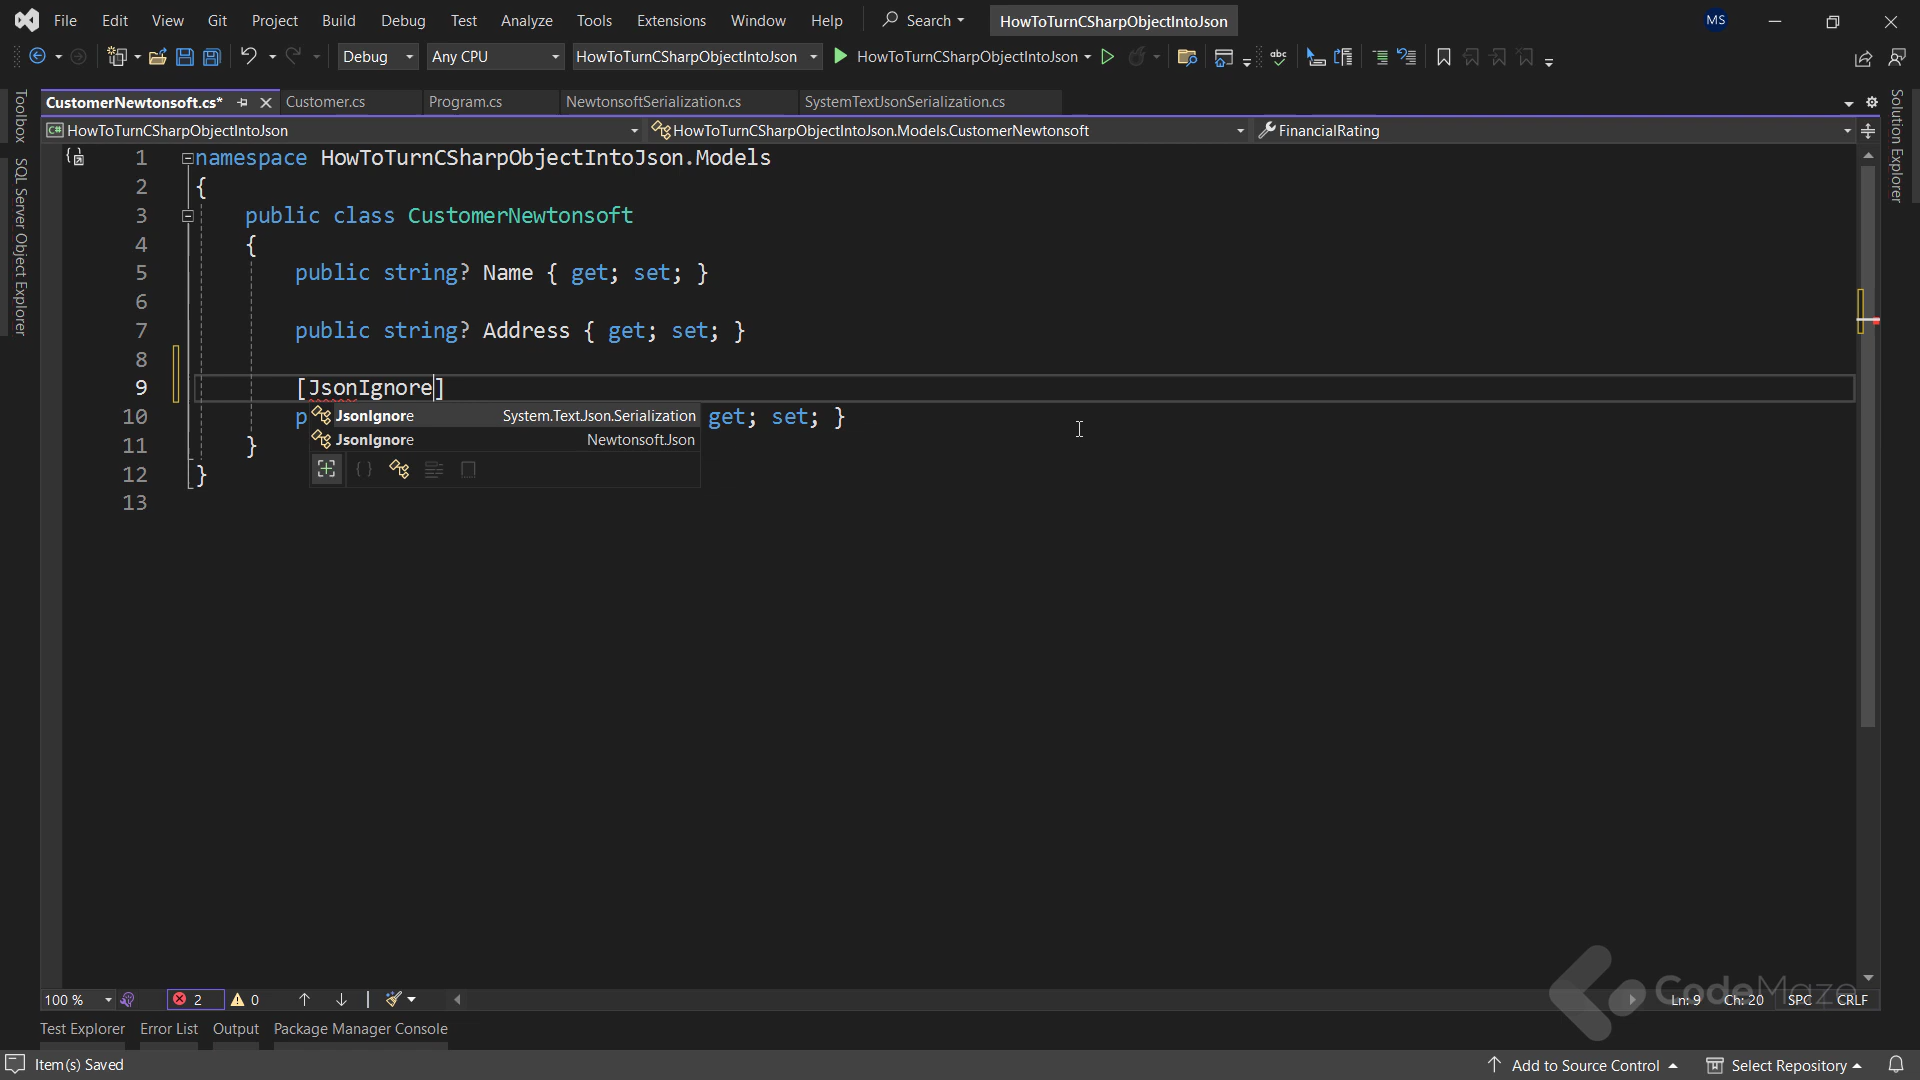 File Edit View Git Project Build Debug Test Analyze Tools Extensions Window Help Search HowToTurnCSharpObjectIntoJson MS
Debug Any CPU HowToTurnCSharpObjectIntoJson HowToTurnCSharpObjectIntoJson abc
CustomerNewtonsoft.cs* Customer.cs Program.cs NewtonsoftSerialization.cs SystemTextJsonSerialization.cs
C# HowToTurnCSharpObjectIntoJson HowToTurnCSharpObjectIntoJson.Models.CustomerNewtonsoft FinancialRating
Toolbox
SQL Server Object Explorer
Solution Explorer
1 namespace HowToTurnCSharpObjectIntoJson.Models
2 {
3 public class CustomerNewtonsoft
4 {
5 public string? Name { get; set; }
6
7 public string? Address { get; set; }
8
9 [JsonIgnore]
10 p get; set; }
11 }
12 }
13
JsonIgnore System.TextJson.Serialization
JsonIgnore Newtonsoft.Json
100 % 2 0 Ln: 9 Ch: 20 SPC CRLF
CodeMaze
Test Explorer Error List Output Package Manager Console
Item(s) Saved Add to Source Control Select Repository